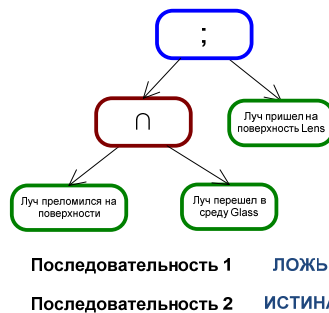 ;
∩
Луч пришел на
поверхность Lens
Луч преломился на
поверхности
Луч перешел в
среду Glass
Последовательность 1 ЛОЖЬ
Последовательность 2 ИСТИНА